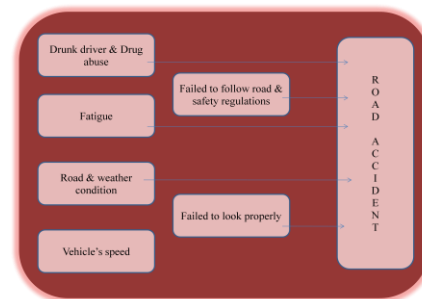 Drunk driver & Drug
abuse
Failed to follow road &
safety regulations
Fatigue
Road & weather
condition
Failed to look properly
Vehicle's speed
R
O
A
D
A
C
C
I
D
E
N
T